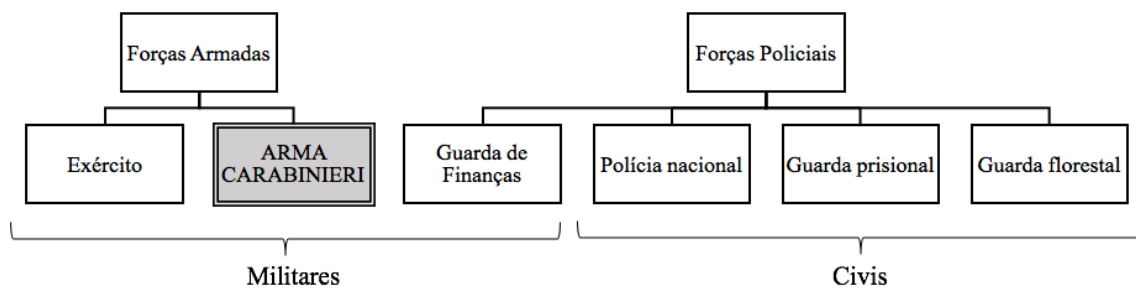 Forças Armadas
Forças Policiais
Exército
ARMA
CARABINIERI
Guarda de
Finanças
Polícia nacional
Guarda prisional
Guarda florestal
Militares
Civis